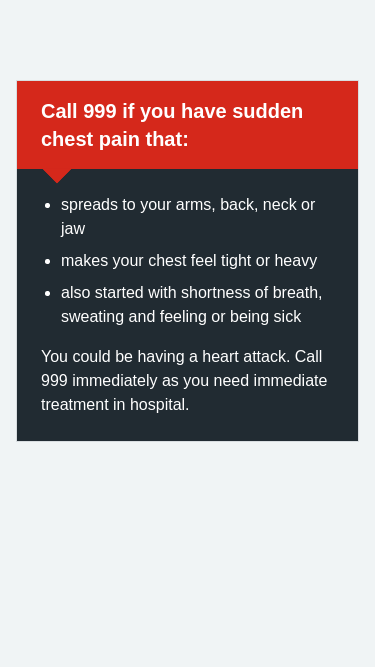 Call 999 if you have sudden
chest pain that:
spreads to your arms, back, neck or
jaw
makes your chest feel tight or heavy
also started with shortness of breath,
sweating and feeling or being sick
You could be having a heart attack. Call
999 immediately as you need immediate
treatment in hospital.